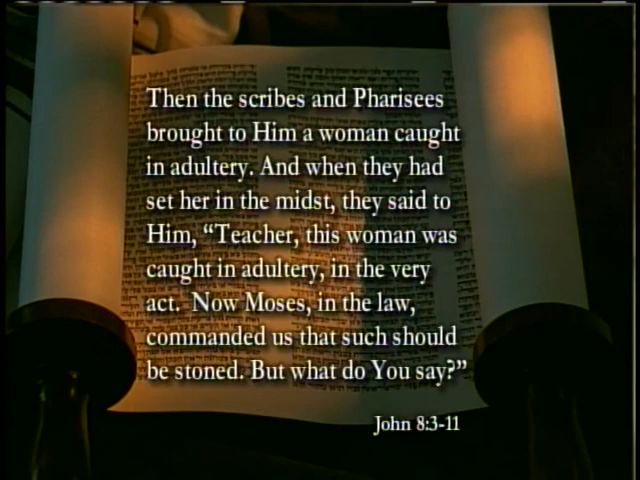 Then the scribes and Pharisees
brought to Him a woman caught
in adultery. And when they had
set her in the midst, they said to
Him, “Teacher, this woman was
caught in adultery, in the very
act.  Now Moses, in the law,
commanded us that such should
be stoned. But what do You say?”
John 8:3-11